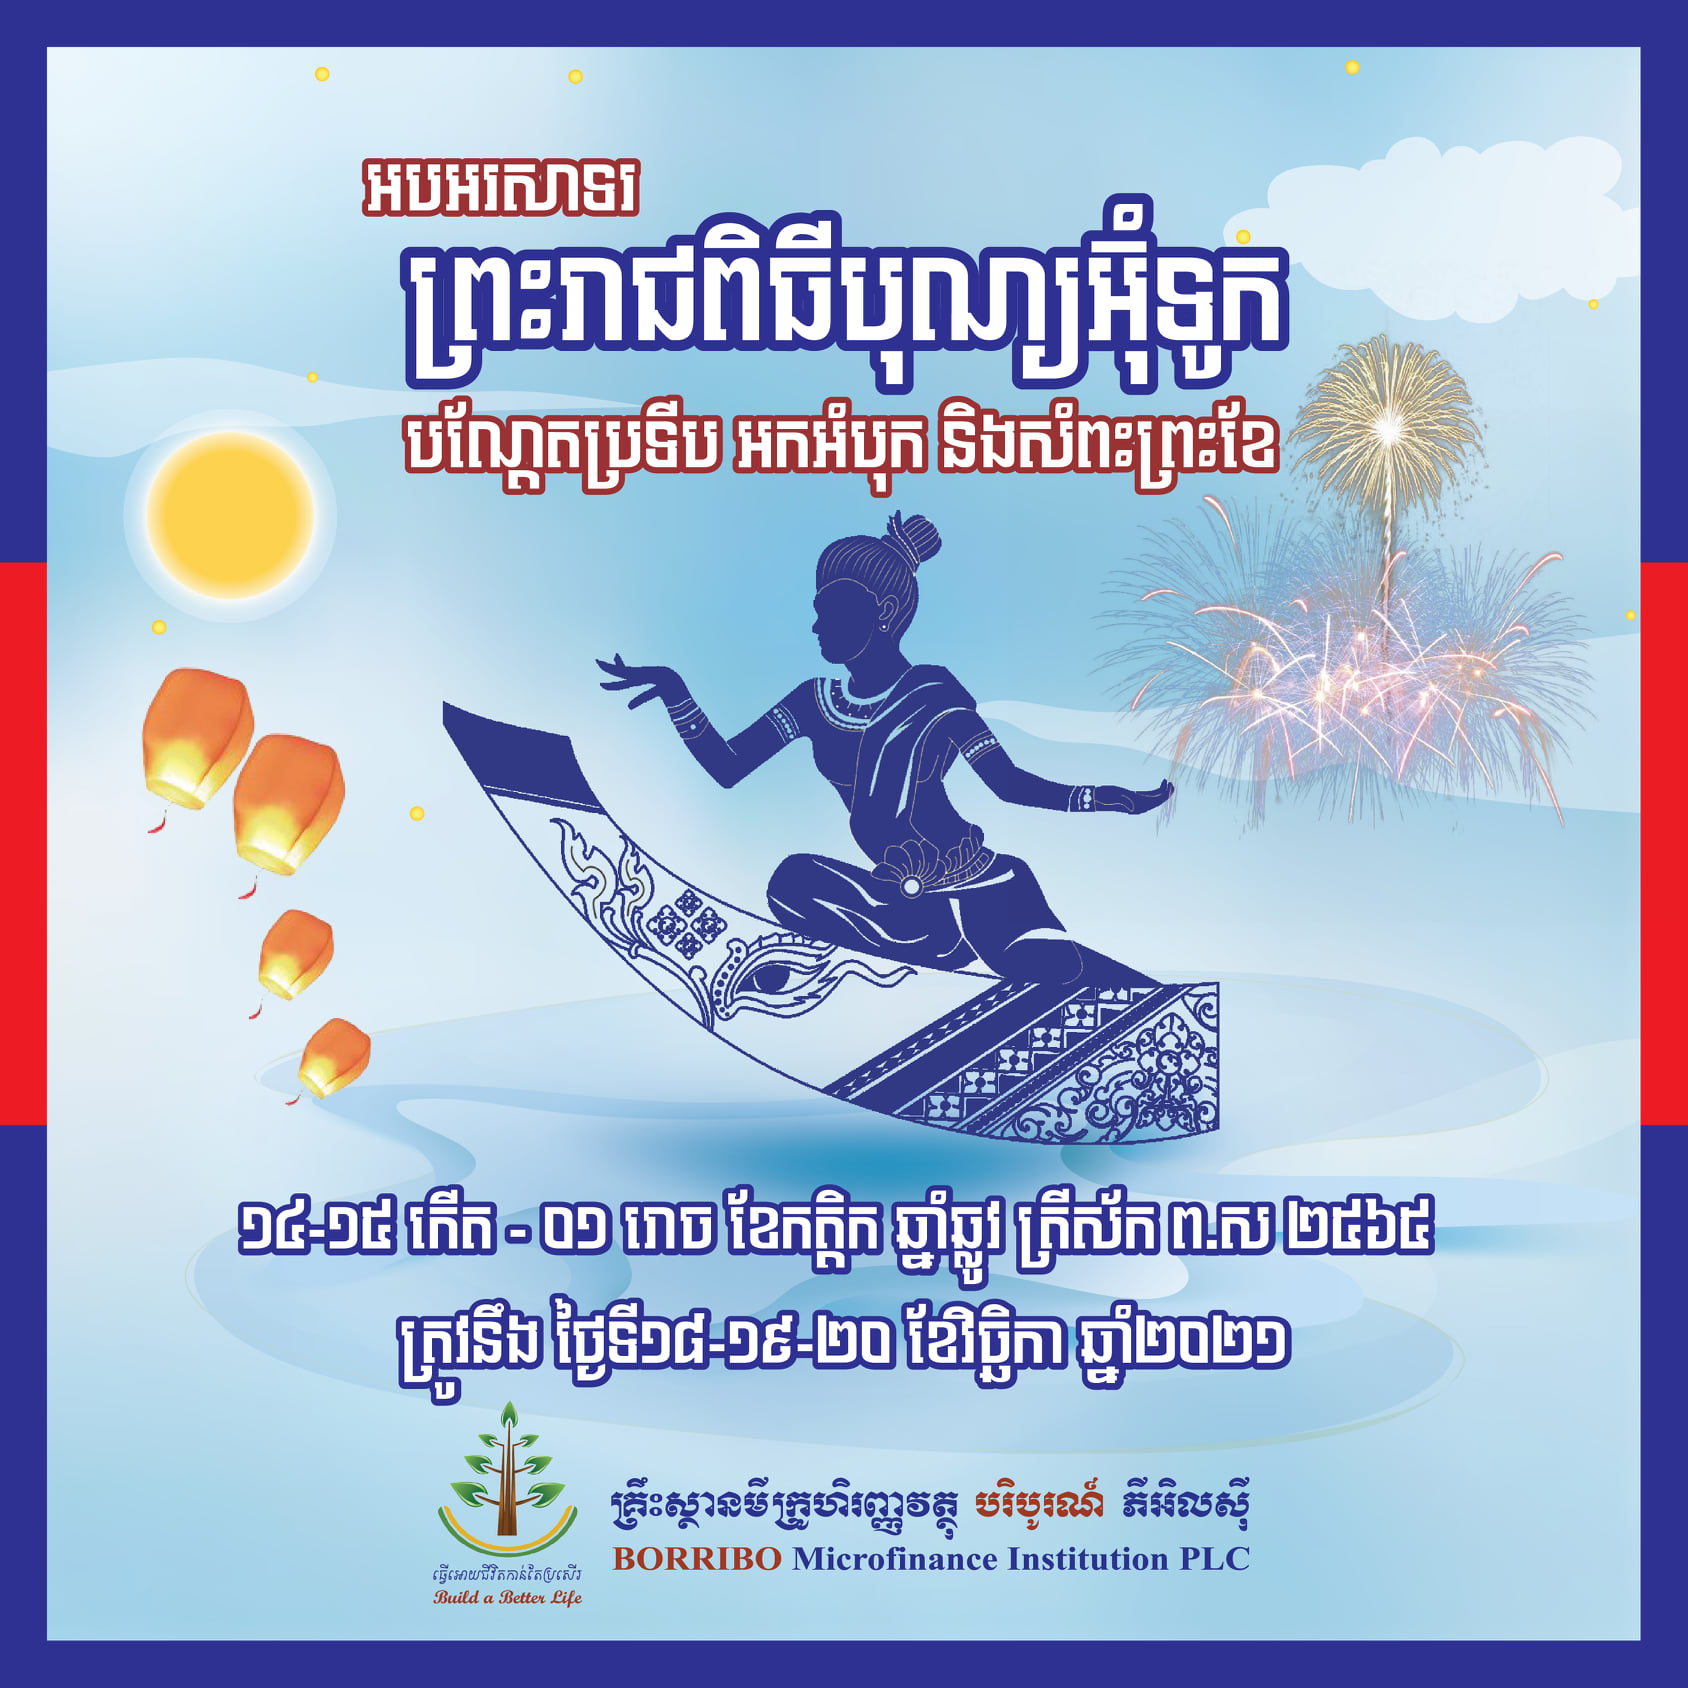 អបអរសាទរ
ព្រះរាជពិធីបុណ្យអុំទូក
បណ្ដែតប្រទីប អកអំបុក និងសំពះព្រះខែ
១៤-១៥ កើត - ០១ រោច ខែកត្ដិក ឆ្នាំឆ្លូវ ត្រីស័ក ព.ស ២៥៦៥
ត្រូវនឹង ថ្ងៃទី១៨-១៩-២០ ខែវិច្ឆិកា ឆ្នាំ២០២១
គ្រឹះស្ថានមីក្រូហិរញ្ញវត្ថុ បរិបូរណ៍ ភីអិលស៊ី
BORRIBO Microfinance Institution PLC
ធ្វើអោយជីវិតកាន់តែប្រសើរ
Build a Better Life